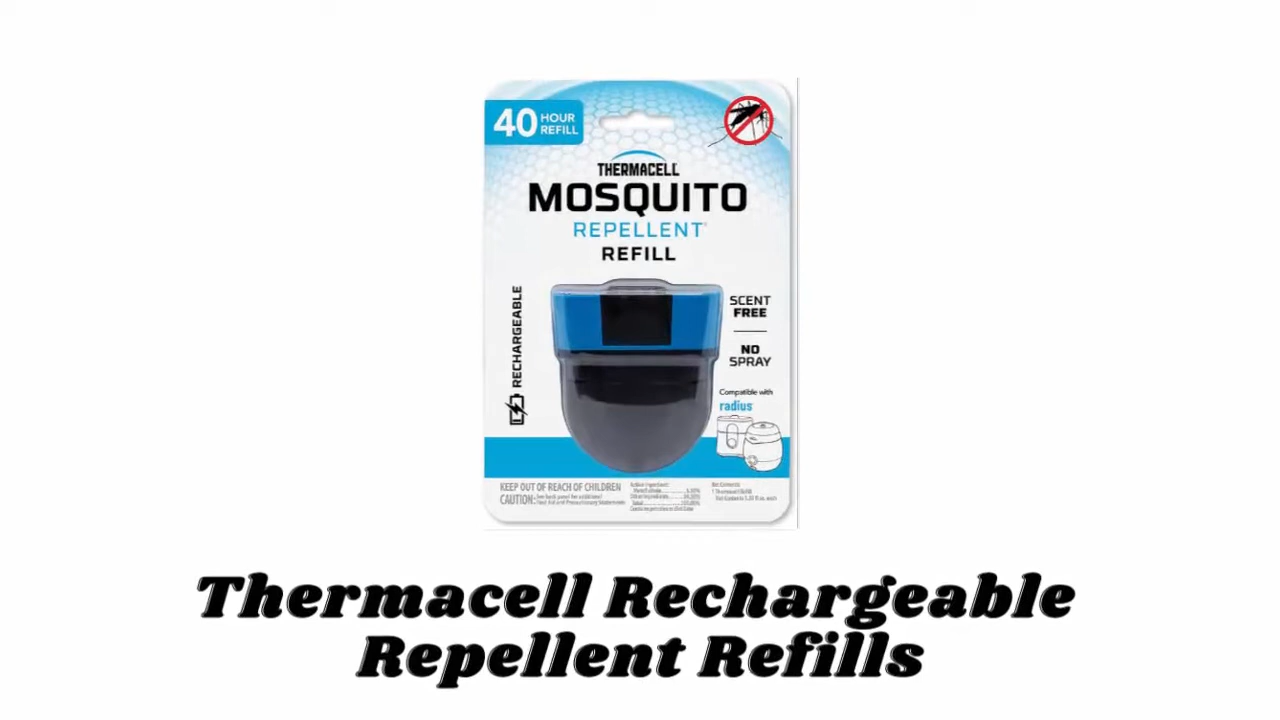 40 HOUR
REFILL
THERMACELL
MOSQUITO
REPELLENT
REFILL
RECHARGEABLE
SCENT
FREE
NO
SPRAY
Compatible with
radius
KEEP OUT OF REACH OF CHILDREN
CAUTION:
Thermacell Rechargeable
Repellent Refills